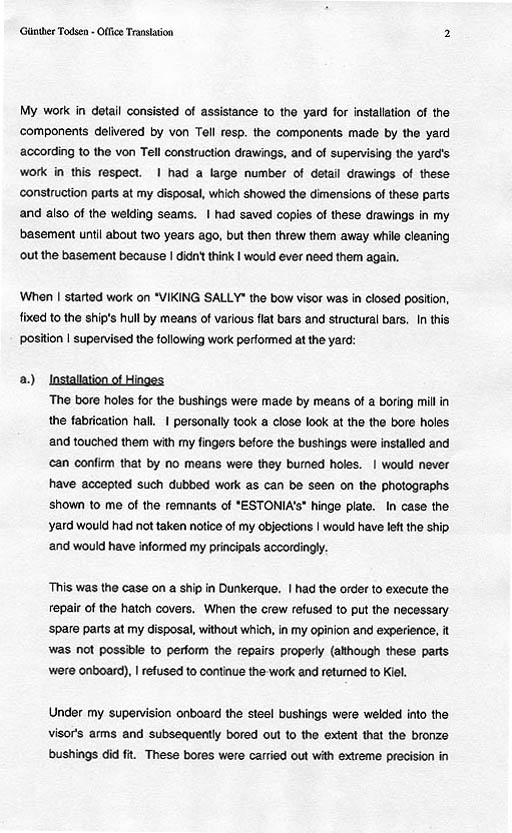 Günther Todsen - Office Translation 2
My work in detail consisted of assistance to the yard for installation of the
components delivered by von Tell resp. the components made by the yard
according to the von Tell construction drawings, and of supervising the yard's
work in this respect. I had a large number of detail drawings of these
construction parts at my disposal, which showed the dimensions of these parts
and also of the welding seams. I had saved copies of these drawings in my
basement until about two years ago, but then threw them away while cleaning
out the basement because I didn't think I would ever need them again.
When I started work on "VIKING SALLY" the bow visor was in closed position,
fixed to the ship's hull by means of various flat bars and structural bars. In this
position I supervised the following work performed at the yard:
a.) Installation of Hinges
The bore holes for the bushings were made by means of a boring mill in
the fabrication hall. I personally took a close look at the the bore holes
and touched them with my fingers before the bushings were installed and
can confirm that by no means were they burned holes. I would never
have accepted such dubbed work as can be seen on the photographs
shown to me of the remnants of "ESTONIA's" hinge plate. In case the
yard would had not taken notice of my objections I would have left the ship
and would have informed my principals accordingly.
This was the case on a ship in Dunkerque. I had the order to execute the
repair of the hatch covers. When the crew refused to put the necessary
spare parts at my disposal, without which, in my opinion and experience, it
was not possible to perform the repairs properly (although these parts
were onboard), I refused to continue the work and returned to Kiel.
Under my supervision onboard the steel bushings were welded into the
visor's arms and subsequently bored out to the extent that the bronze
bushings did fit. These bores were carried out with extreme precision in